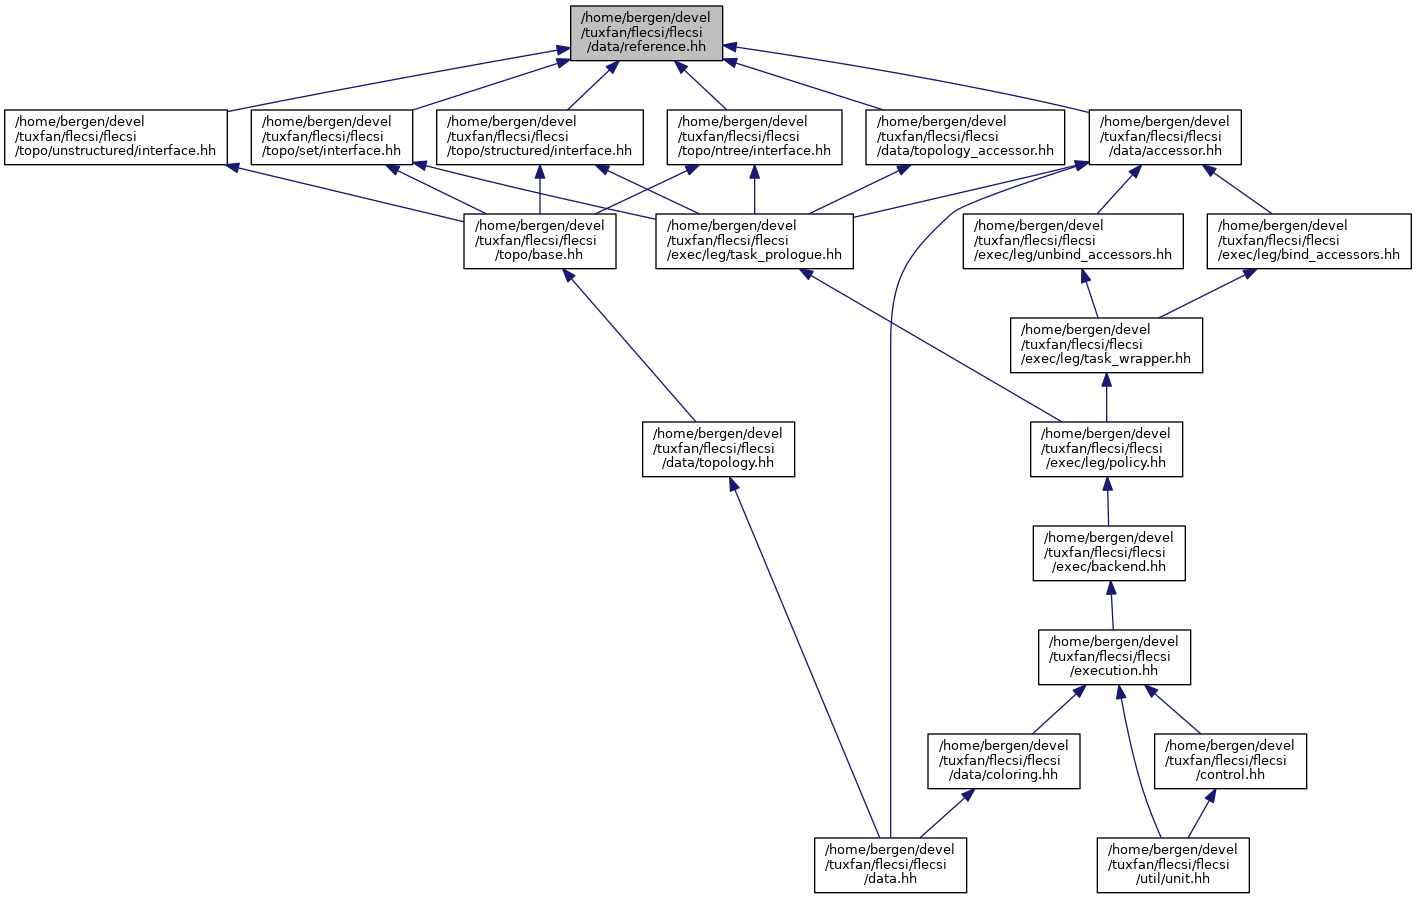 /home/bergen/devel
/tuxfan/flecsi/flecsi
/data/reference.hh
/home/bergen/devel
/tuxfan/flecsi/flecsi
/topo/unstructured/interface.hh
/home/bergen/devel
/tuxfan/flecsi/flecsi
/topo/set/interface.hh
/home/bergen/devel
/tuxfan/flecsi/flecsi
/topo/structured/interface.hh
/home/bergen/devel
/tuxfan/flecsi/flecsi
/topo/ntree/interface.hh
/home/bergen/devel
/tuxfan/flecsi/flecsi
/data/topology_accessor.hh
/home/bergen/devel
/tuxfan/flecsi/flecsi
/data/accessor.hh
/home/bergen/devel
/tuxfan/flecsi/flecsi
/topo/base.hh
/home/bergen/devel
/tuxfan/flecsi/flecsi
/exec/leg/task_prologue.hh
/home/bergen/devel
/tuxfan/flecsi/flecsi
/exec/leg/unbind_accessors.hh
/home/bergen/devel
/tuxfan/flecsi/flecsi
/exec/leg/bind_accessors.hh
/home/bergen/devel
/tuxfan/flecsi/flecsi
/exec/leg/task_wrapper.hh
/home/bergen/devel
/tuxfan/flecsi/flecsi
/data/topology.hh
/home/bergen/devel
/tuxfan/flecsi/flecsi
/exec/leg/policy.hh
/home/bergen/devel
/tuxfan/flecsi/flecsi
/exec/backend.hh
/home/bergen/devel
/tuxfan/flecsi/flecsi
/execution.hh
/home/bergen/devel
/tuxfan/flecsi/flecsi
/data/coloring.hh
/home/bergen/devel
/tuxfan/flecsi/flecsi
/control.hh
/home/bergen/devel
/tuxfan/flecsi/flecsi
/data.hh
/home/bergen/devel
/tuxfan/flecsi/flecsi
/util/unit.hh